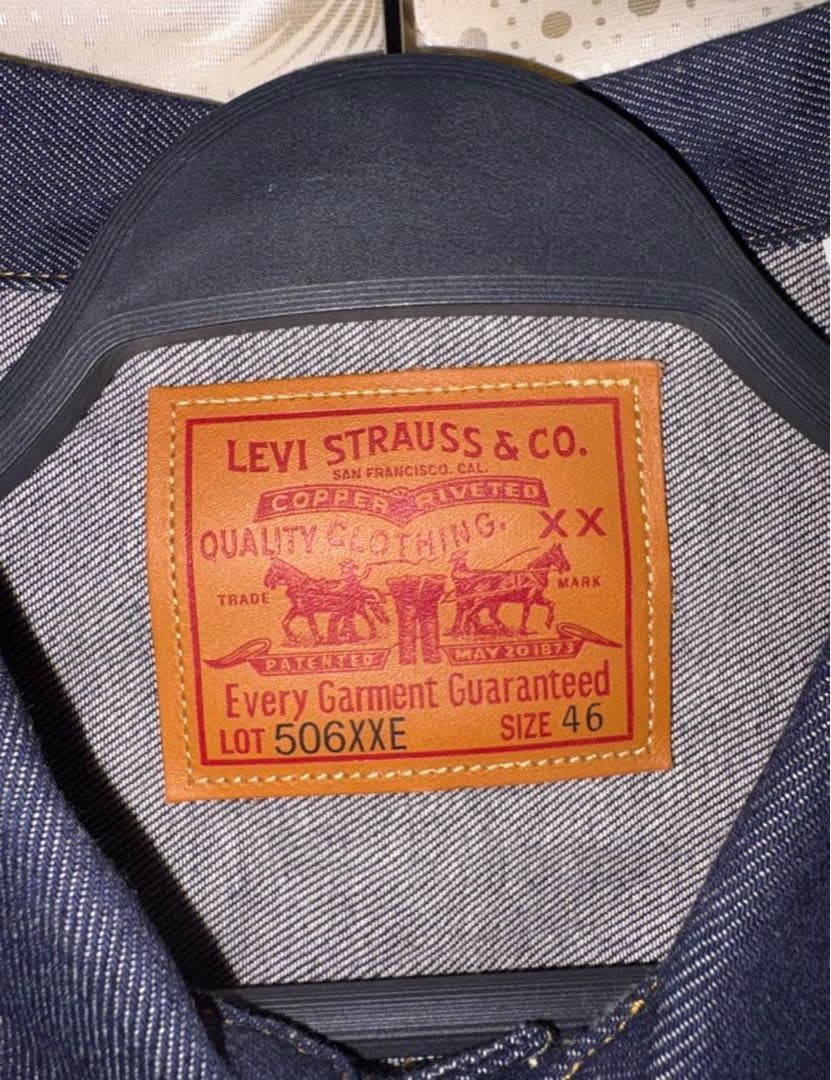 LEVI STRAUSS & CO.
SAN FRANCISCO. CAL.
COPPER RIVETED
QUALITY CLOTHING. XX
TRADE MARK
PATENTED MAY 20 1873
Every Garment Guaranteed
LOT 506XXE SIZE 46